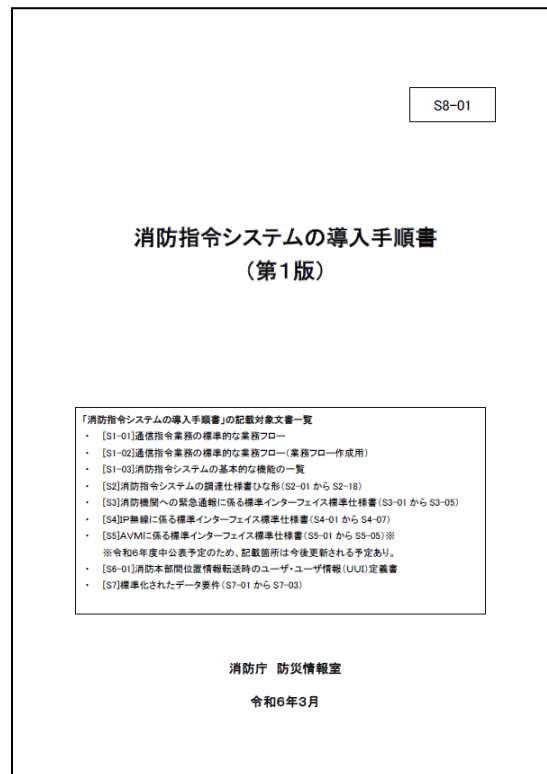 S8-01
消防指令システムの導入手順書
（第１版）
「消防指令システムの導入手順書」の記載対象文書一覧
・ [S1-01]通信指令業務の標準的な業務フロー
・ [S1-02]通信指令業務の標準的な業務フロー（業務フロー作成用）
・ [S1-03]消防指令システムの基本的な機能の一覧
・ [S2]消防指令システムの調達仕様書ひな形（S2-01 から S2-18）
・ [S3]消防機関への緊急通報に係る標準インターフェイス標準仕様書（S3-01 から S3-05）
・ [S4]IP無線に係る標準インターフェイス標準仕様書（S4-01 から S4-07）
・ [S5]AVMに係る標準インターフェイス標準仕様書（S5-01 から S5-05）※
※令和６年度中公表予定のため、記載箇所は今後更新される予定あり。
・ [S6-01]消防本部間位置情報転送時のユーザ・ユーザ情報（UUI）定義書
・ [S7]標準化されたデータ要件（S7-01 から S7-03）
消防庁 防災情報室
令和６年３月